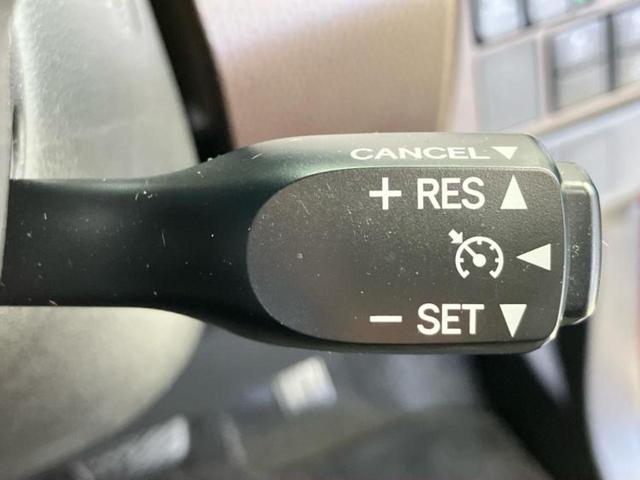 CANCEL ▼
+ RES ▲
◀
− SET ▼